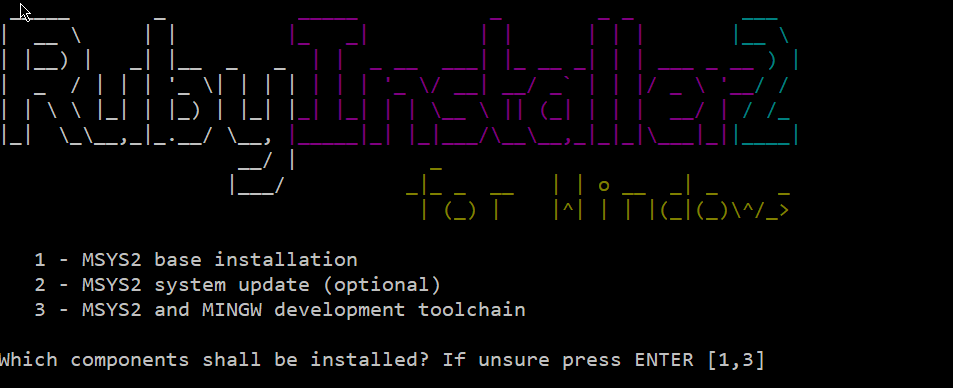 RubyInstaller2
for Windows
1 - MSYS2 base installation
2 - MSYS2 system update (optional)
3 - MSYS2 and MINGW development toolchain
Which components shall be installed? If unsure press ENTER [1,3]